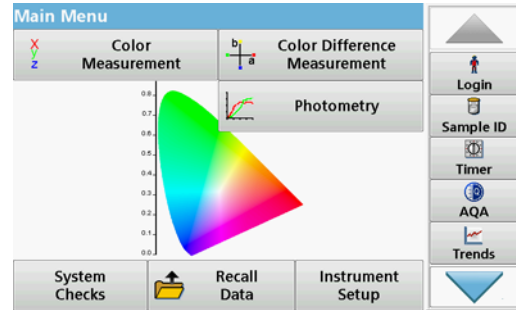 Main Menu
X
y
z
Color
Measurement
b
a
Color Difference
Measurement
Photometry
0.8
0.7
0.6
0.5
0.4
0.3
0.2
0.1
0.0
System
Checks
Recall
Data
Instrument
Setup
Login
Sample ID
Timer
AQA
Trends